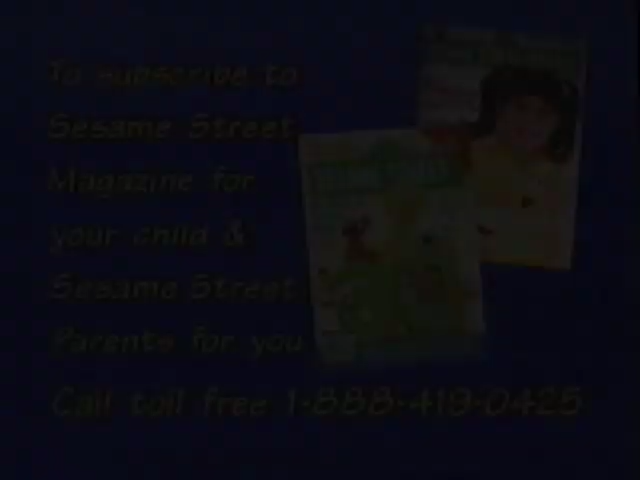 To subscribe to
Sesame Street
Magazine for
your child &
Sesame Street
Parents for you
Call toll free 1-888-419-0425